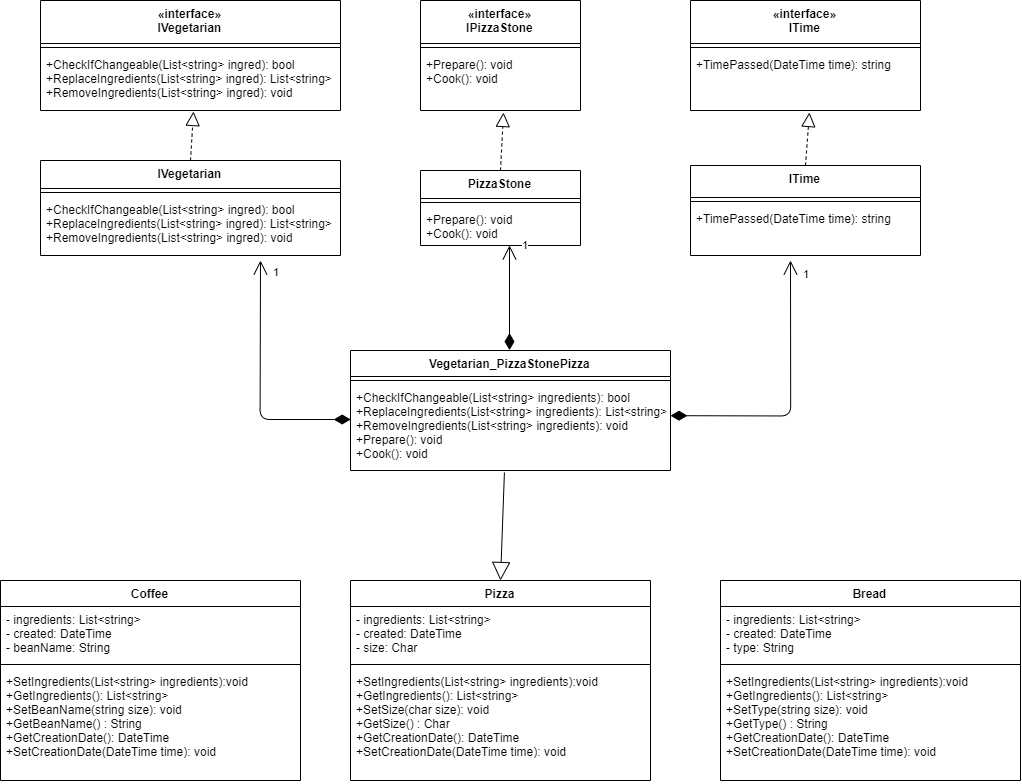 «interface»
IVegetarian
+CheckIfChangeable(List<string> ingred): bool
+ReplaceIngredients(List<string> ingred): List<string>
+RemoveIngredients(List<string> ingred): void
«interface»
IPizzaStone
+Prepare(): void
+Cook(): void
«interface»
ITime
+TimePassed(DateTime time): string
IVegetarian
+CheckIfChangeable(List<string> ingred): bool
+ReplaceIngredients(List<string> ingred): List<string>
+RemoveIngredients(List<string> ingred): void
PizzaStone
+Prepare(): void
+Cook(): void
ITime
+TimePassed(DateTime time): string
1
1
1
Vegetarian_PizzaStonePizza
+CheckIfChangeable(List<string> ingredients): bool
+ReplaceIngredients(List<string> ingredients): List<string>
+RemoveIngredients(List<string> ingredients): void
+Prepare(): void
+Cook(): void
Coffee
- ingredients: List<string>
- created: DateTime
- beanName: String
+SetIngredients(List<string> ingredients):void
+GetIngredients(): List<string>
+SetBeanName(string size): void
+GetBeanName() : String
+GetCreationDate(): DateTime
+SetCreationDate(DateTime time): void
Pizza
- ingredients: List<string>
- created: DateTime
- size: Char
+SetIngredients(List<string> ingredients):void
+GetIngredients(): List<string>
+SetSize(char size): void
+GetSize() : Char
+GetCreationDate(): DateTime
+SetCreationDate(DateTime time): void
Bread
- ingredients: List<string>
- created: DateTime
- type: String
+SetIngredients(List<string> ingredients):void
+GetIngredients(): List<string>
+SetType(string size): void
+GetType() : String
+GetCreationDate(): DateTime
+SetCreationDate(DateTime time): void